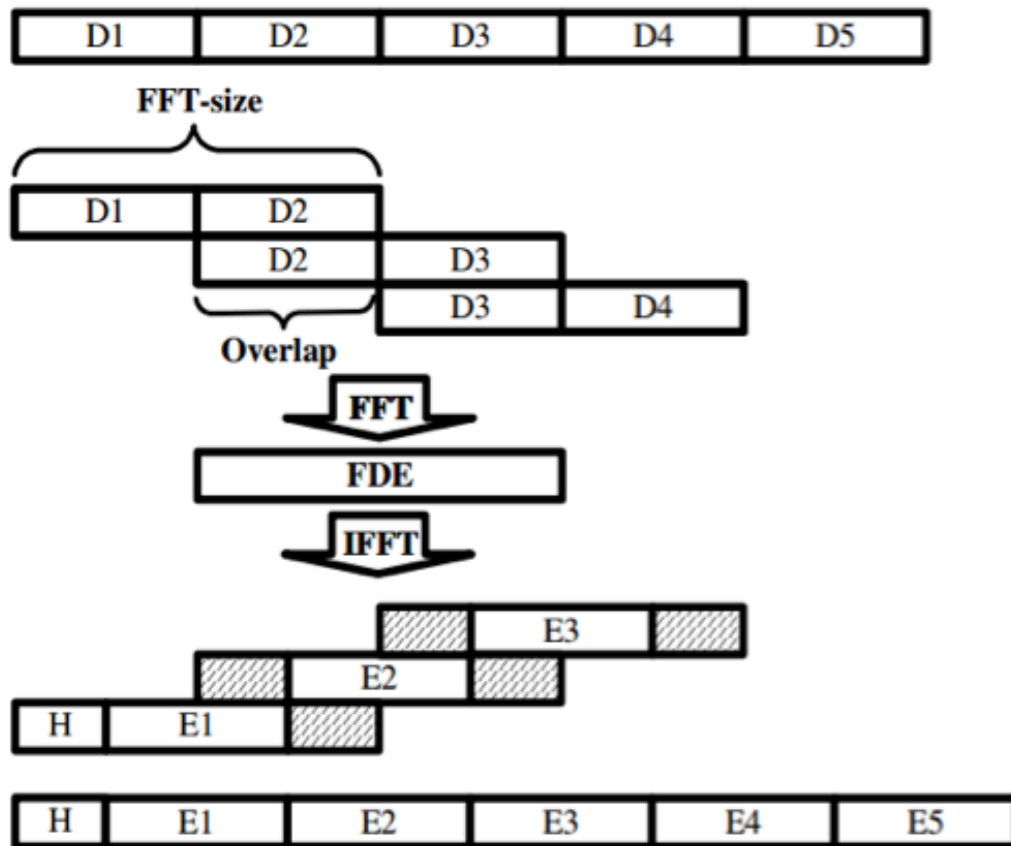 D1 D2 D3 D4 D5
FFT-size
D1 D2
D2 D3
D3 D4
Overlap
FFT
FDE
IFFT
E3
E2
H E1
H E1 E2 E3 E4 E5